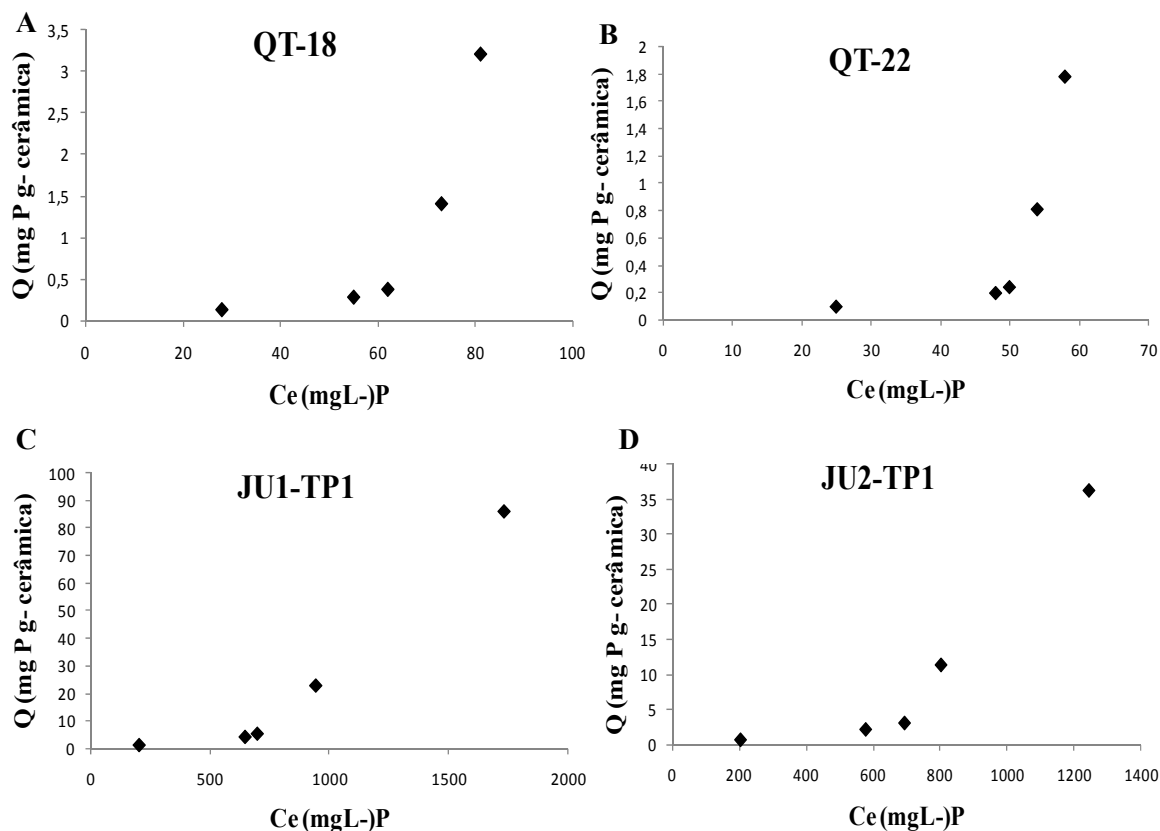 A
QT-18
Q (mg P g- cerâmica)
3,5
3
2,5
2
1,5
1
0,5
0
0 20 40 60 80 100
Ce (mgL-)P
B
QT-22
Q (mg P g- cerâmica)
2
1,8
1,6
1,4
1,2
1
0,8
0,6
0,4
0,2
0
0 10 20 30 40 50 60 70
Ce (mgL-)P
C
JU1-TP1
Q (mg P g- cerâmica)
100
90
80
70
60
50
40
30
20
10
0
0 500 1000 1500 2000
Ce (mgL-)P
D
JU2-TP1
Q (mg P g- cerâmica)
40
35
30
25
20
15
10
5
0
0 200 400 600 800 1000 1200 1400
Ce (mgL-)P